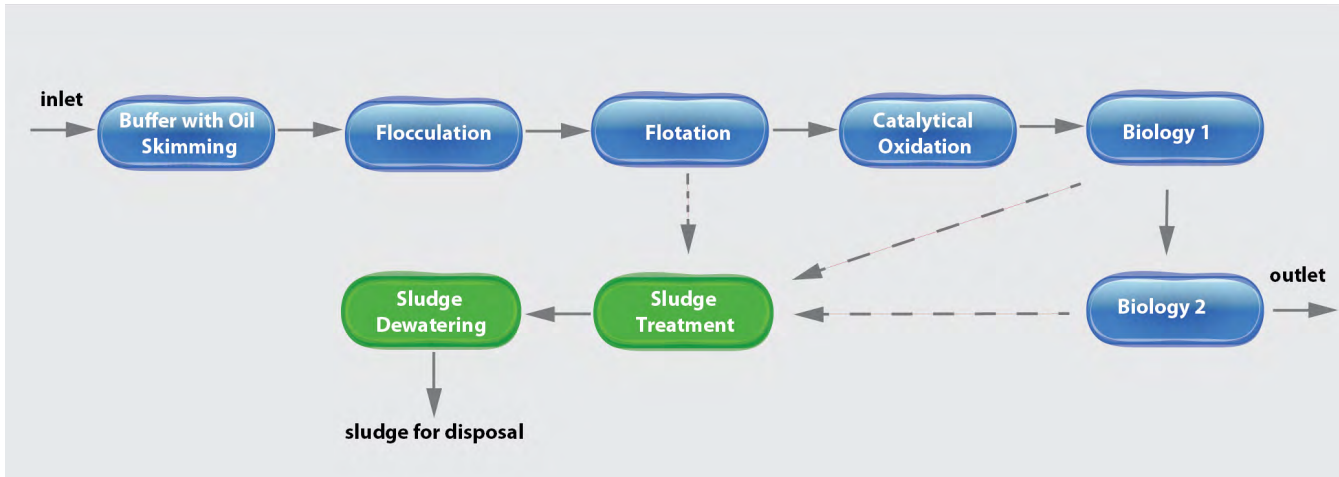 inlet
Buffer with Oil
Skimming
Flocculation
Flotation
Catalytical
Oxidation
Biology 1
Sludge
Dewatering
Sludge
Treatment
Biology 2
outlet
sludge for disposal